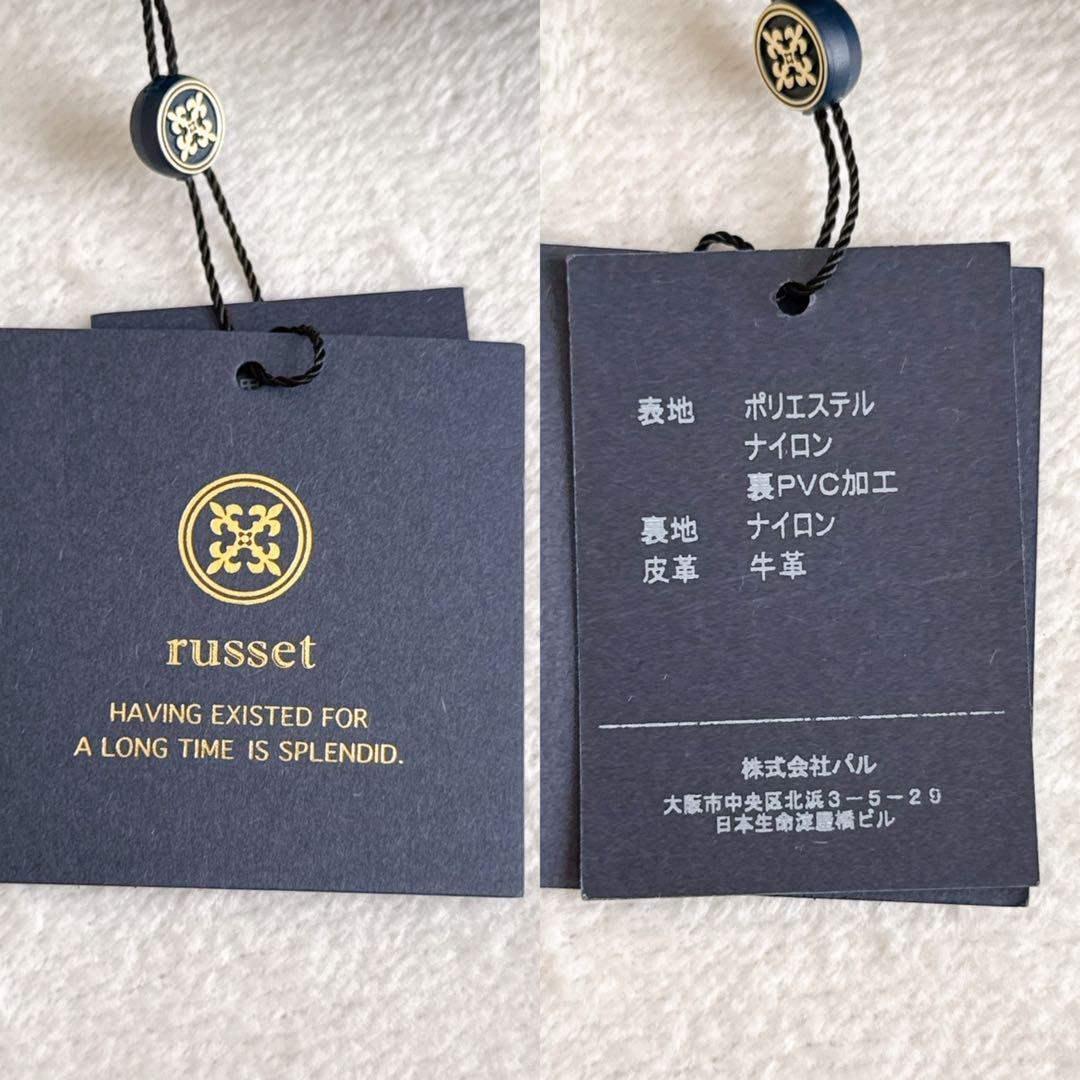 russet
HAVING EXISTED FOR
A LONG TIME IS SPLENDID.
表地 ポリエステル
ナイロン
裏PVC加工
裏地 ナイロン
皮革 牛革
株式会社パル
大阪市中央区北浜3-5-29
日本生命淀屋橋ビル